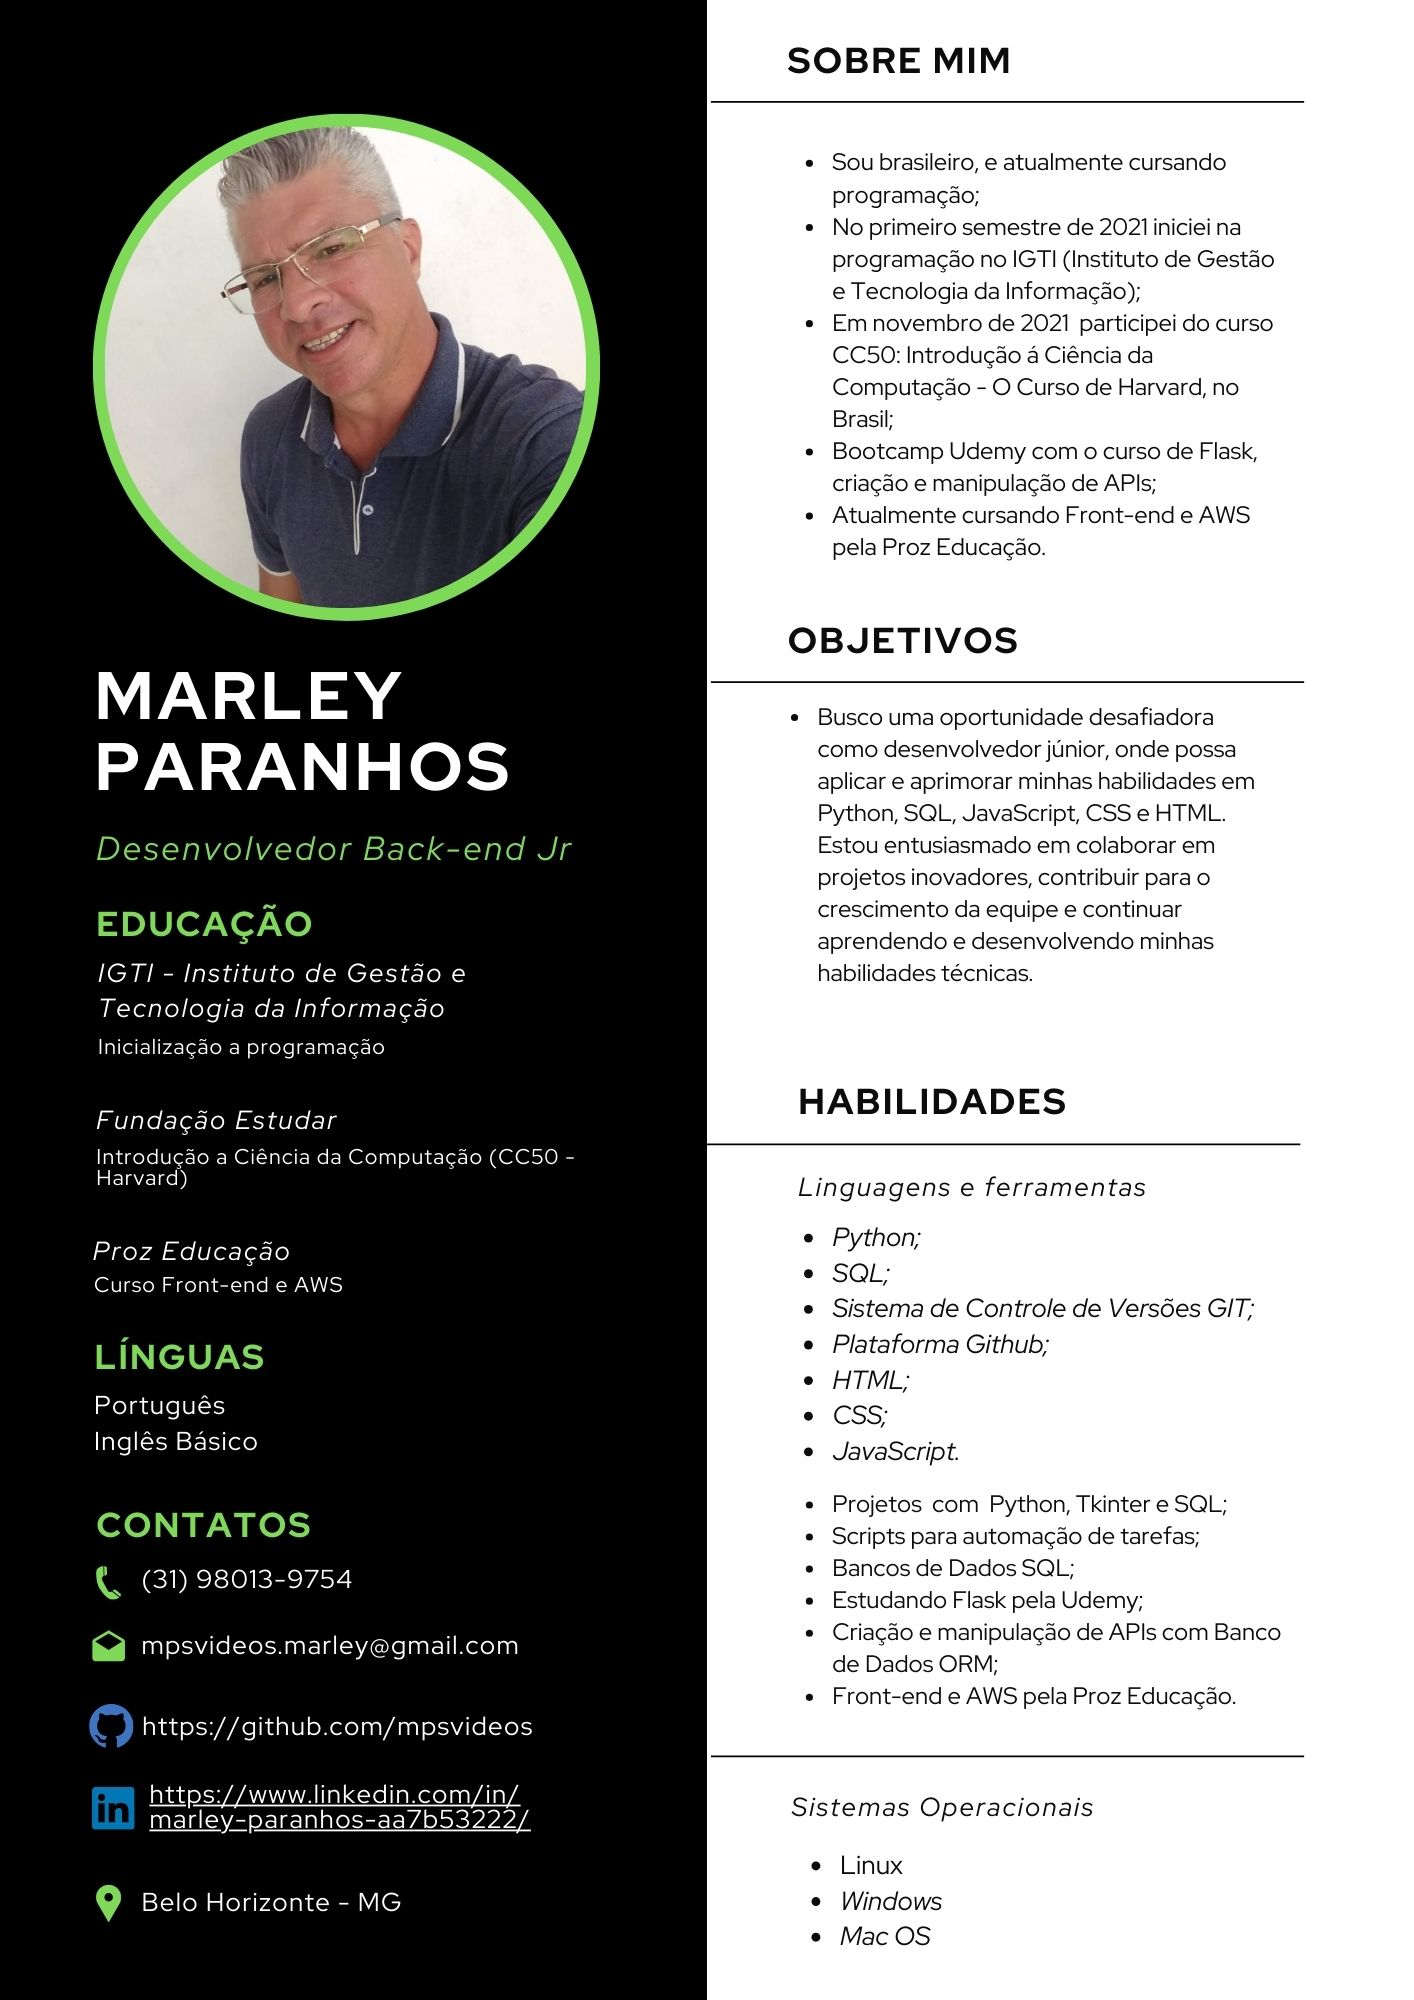 MARLEY
PARANHOS
Desenvolvedor Back-end Jr
EDUCAÇÃO
IGTI - Instituto de Gestão e
Tecnologia da Informação
Inicialização a programação
Fundação Estudar
Introdução a Ciência da Computação (CC50 -
Harvard)
Proz Educação
Curso Front-end e AWS
LÍNGUAS
Português
Inglês Básico
CONTATOS
(31) 98013-9754
mpsvideos.marley@gmail.com
https://github.com/mpsvideos
in
https://www.linkedin.com/in/
marley-paranhos-aa7b53222/
Belo Horizonte - MG
SOBRE MIM
• Sou brasileiro, e atualmente cursando
programação;
• No primeiro semestre de 2021 iniciei na
programação no IGTI (Instituto de Gestão
e Tecnologia da Informação);
• Em novembro de 2021  participei do curso
CC50: Introdução á Ciência da
Computação - O Curso de Harvard, no
Brasil;
• Bootcamp Udemy com o curso de Flask,
criação e manipulação de APIs;
• Atualmente cursando Front-end e AWS
pela Proz Educação.
OBJETIVOS
• Busco uma oportunidade desafiadora
como desenvolvedor júnior, onde possa
aplicar e aprimorar minhas habilidades em
Python, SQL, JavaScript, CSS e HTML.
Estou entusiasmado em colaborar em
projetos inovadores, contribuir para o
crescimento da equipe e continuar
aprendendo e desenvolvendo minhas
habilidades técnicas.
HABILIDADES
Linguagens e ferramentas
• Python;
• SQL;
• Sistema de Controle de Versões GIT;
• Plataforma Github;
• HTML;
• CSS;
• JavaScript.
• Projetos  com  Python, Tkinter e SQL;
• Scripts para automação de tarefas;
• Bancos de Dados SQL;
• Estudando Flask pela Udemy;
• Criação e manipulação de APIs com Banco
de Dados ORM;
• Front-end e AWS pela Proz Educação.
Sistemas Operacionais
• Linux
• Windows
• Mac OS